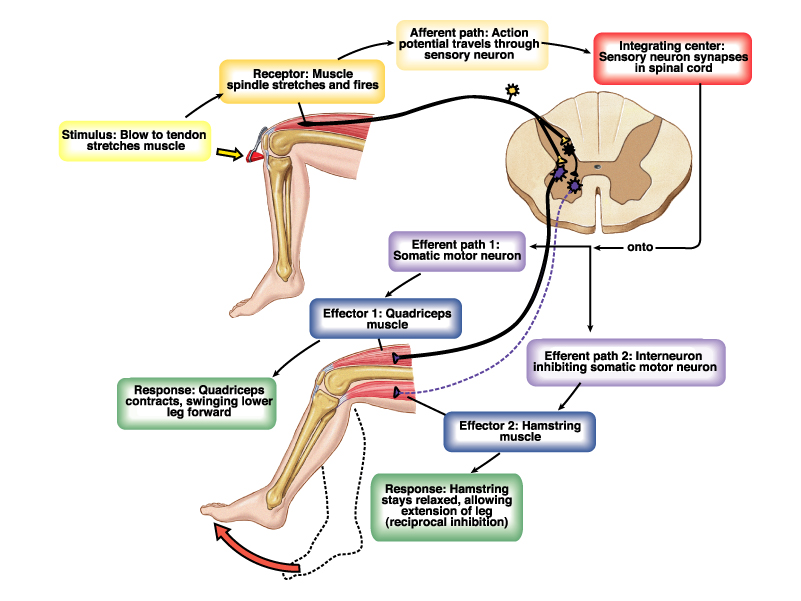 Afferent path: Action
potential travels through
sensory neuron
Integrating center:
Sensory neuron synapses
in spinal cord
Receptor: Muscle
spindle stretches and fires
Stimulus: Blow to tendon
stretches muscle
Efferent path 1:
Somatic motor neuron
onto
Effector 1: Quadriceps
muscle
Efferent path 2: Interneuron
inhibiting somatic motor neuron
Response: Quadriceps
contracts, swinging lower
leg forward
Effector 2: Hamstring
muscle
Response: Hamstring
stays relaxed, allowing
extension of leg
(reciprocal inhibition)